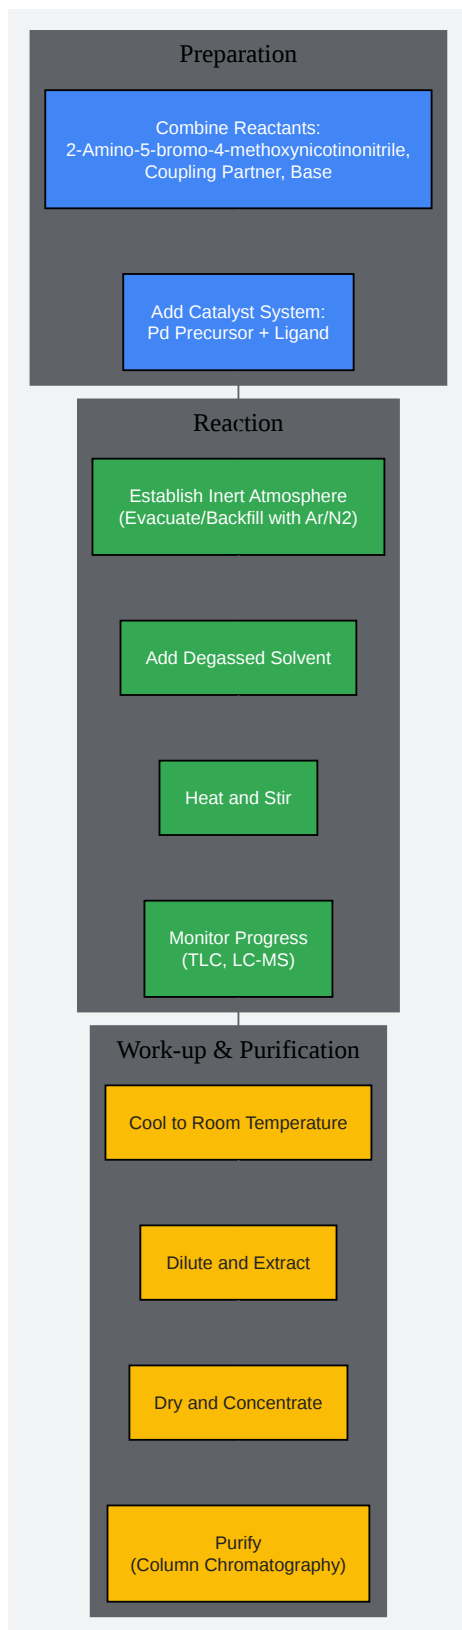 Preparation
Combine Reactants:
2-Amino-5-bromo-4-methoxynicotinonitrile,
Coupling Partner, Base
Add Catalyst System:
Pd Precursor + Ligand
Reaction
Establish Inert Atmosphere
(Evacuate/Backfill with Ar/N2)
Add Degassed Solvent
Heat and Stir
Monitor Progress
(TLC, LC-MS)
Work-up & Purification
Cool to Room Temperature
Dilute and Extract
Dry and Concentrate
Purify
(Column Chromatography)